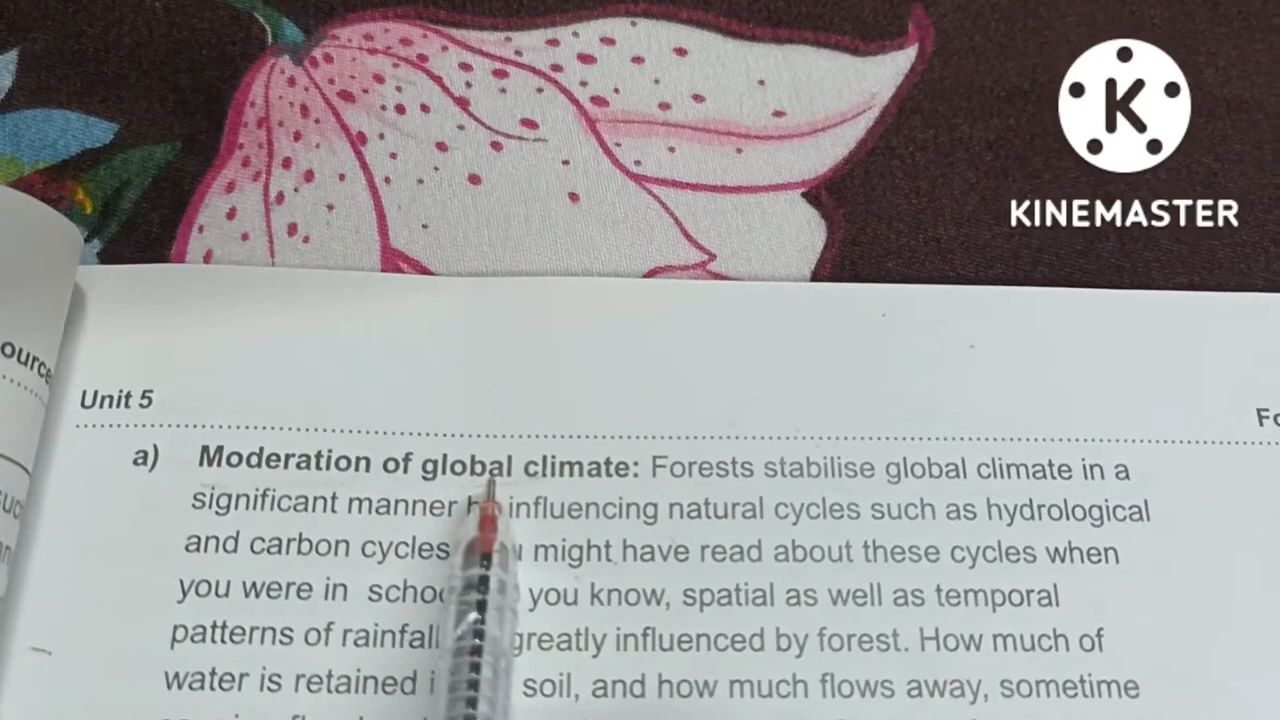 K
KINEMASTER
ource
Unit 5
a) Moderation of global climate: Forests stabilise global climate in a
significant manner influencing natural cycles such as hydrological
and carbon cycles might have read about these cycles when
you were in you know, spatial as well as temporal
patterns of rainfall greatly influenced by forest. How much of
water is retained soil, and how much flows away, sometime